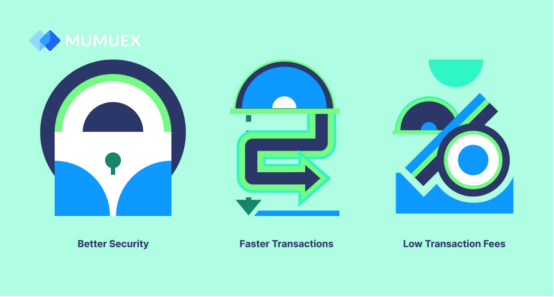 MUMUEX
Better Security
Faster Transactions
Low Transaction Fees